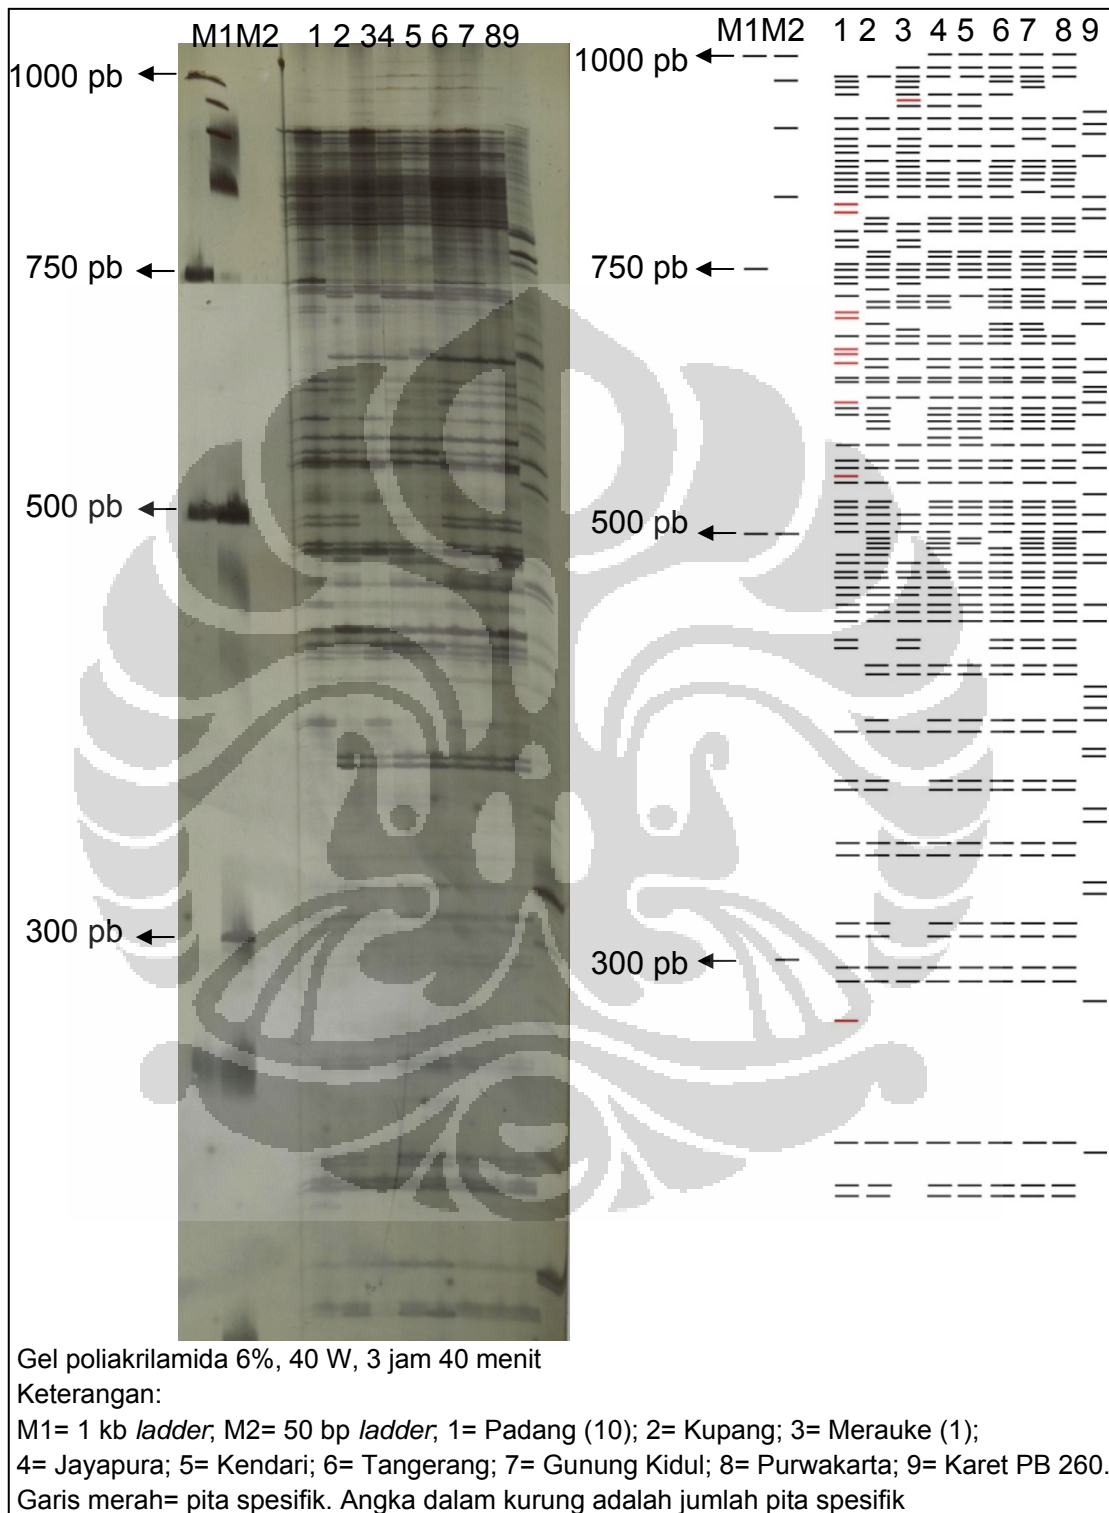 M1M2 1 2 34 5 6 7 89
M1M2 1 2 3 4 5 6 7 8 9
1000 pb
1000 pb
750 pb
750 pb
500 pb
500 pb
300 pb
300 pb
Gel poliakrilamida 6%, 40 W, 3 jam 40 menit
Keterangan:
M1= 1 kb ladder; M2= 50 bp ladder; 1= Padang (10); 2= Kupang; 3= Merauke (1);
4= Jayapura; 5= Kendari; 6= Tangerang; 7= Gunung Kidul; 8= Purwakarta; 9= Karet PB 260.
Garis merah= pita spesifik. Angka dalam kurung adalah jumlah pita spesifik